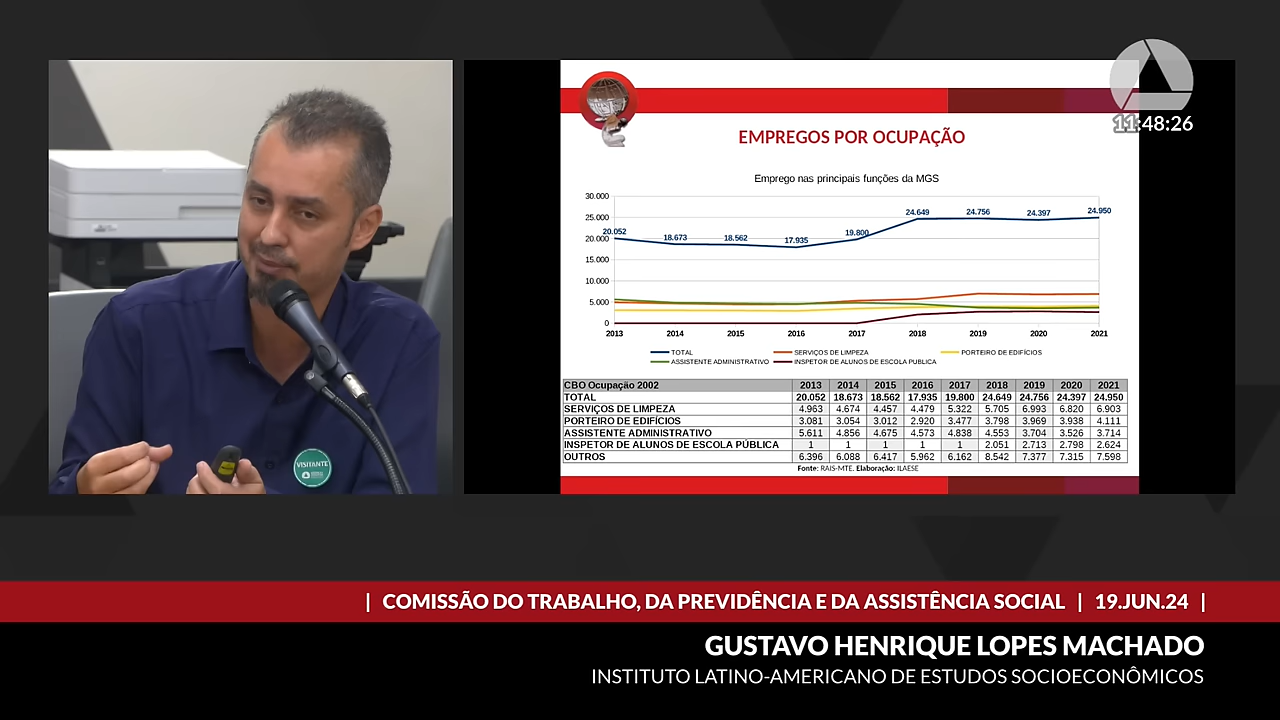 11:48:26
EMPREGOS POR OCUPAÇÃO
Emprego nas principais funções da MGS
30.000
25.000
20.000
15.000
10.000
5.000
0
20.052 18.673 18.562 17.935 19.800 24.649 24.756 24.397 24.950
2013 2014 2015 2016 2017 2018 2019 2020 2021
TOTAL SERVIÇOS DE LIMPEZA PORTEIRO DE EDIFÍCIOS
ASSISTENTE ADMINISTRATIVO INSPETOR DE ALUNOS DE ESCOLA PUBLICA
CBO Ocupação 2002 2013 2014 2015 2016 2017 2018 2019 2020 2021
TOTAL 20.052 18.673 18.562 17.935 19.800 24.649 24.756 24.397 24.950
SERVIÇOS DE LIMPEZA 4.963 4.674 4.457 4.479 5.322 5.705 6.993 6.820 6.903
PORTEIRO DE EDIFÍCIOS 3.081 3.054 3.012 2.920 3.477 3.798 3.969 3.938 4.111
ASSISTENTE ADMINISTRATIVO 5.611 4.856 4.675 4.573 4.838 4.553 3.704 3.526 3.714
INSPETOR DE ALUNOS DE ESCOLA PÚBLICA 1 1 1 1 1 2.051 2.713 2.798 2.624
OUTROS 6.396 6.088 6.417 5.962 6.162 8.542 7.377 7.315 7.598
Fonte: RAIS-MTE. Elaboração: ILAESE
VISITANTE
| COMISSÃO DO TRABALHO, DA PREVIDÊNCIA E DA ASSISTÊNCIA SOCIAL | 19.JUN.24 |
GUSTAVO HENRIQUE LOPES MACHADO
INSTITUTO LATINO-AMERICANO DE ESTUDOS SOCIOECONÔMICOS